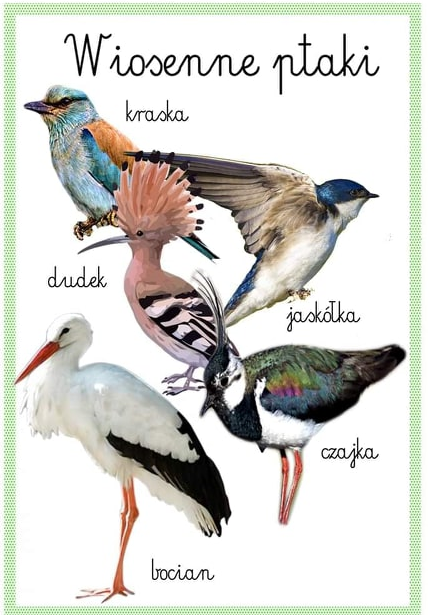 Wiosenne ptaki
kraska
dudek
jaskółka
czajka
bocian